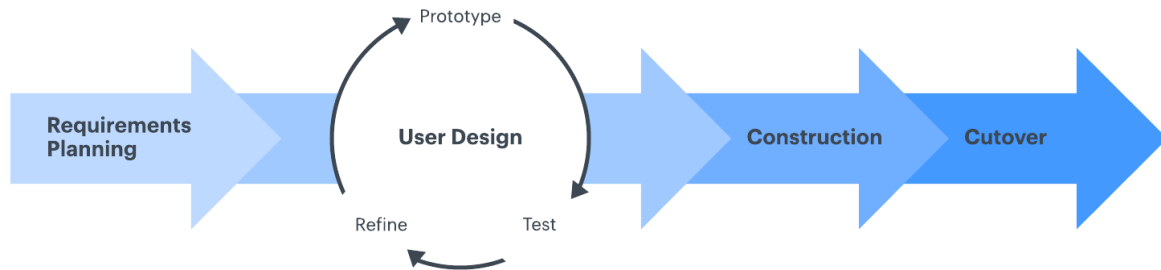 Requirements
Planning
Prototype
User Design
Refine
Test
Construction
Cutover